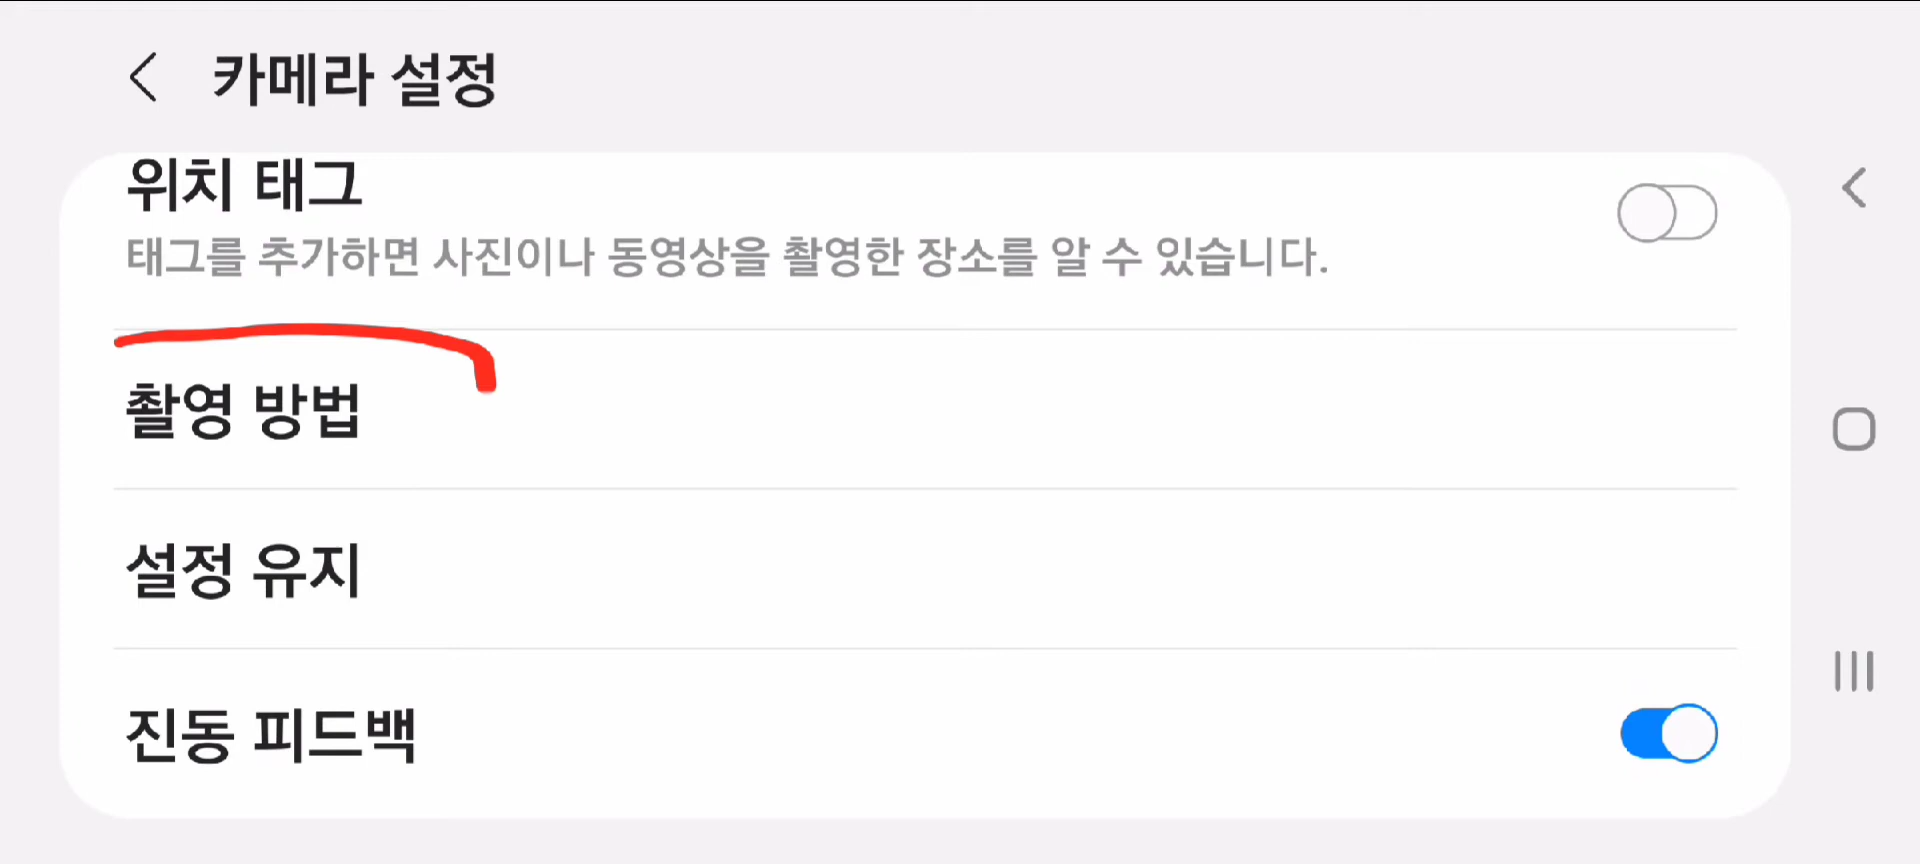 카메라 설정
위치 태그
태그를 추가하면 사진이나 동영상을 촬영한 장소를 알 수 있습니다.
촬영 방법
설정 유지
진동 피드백